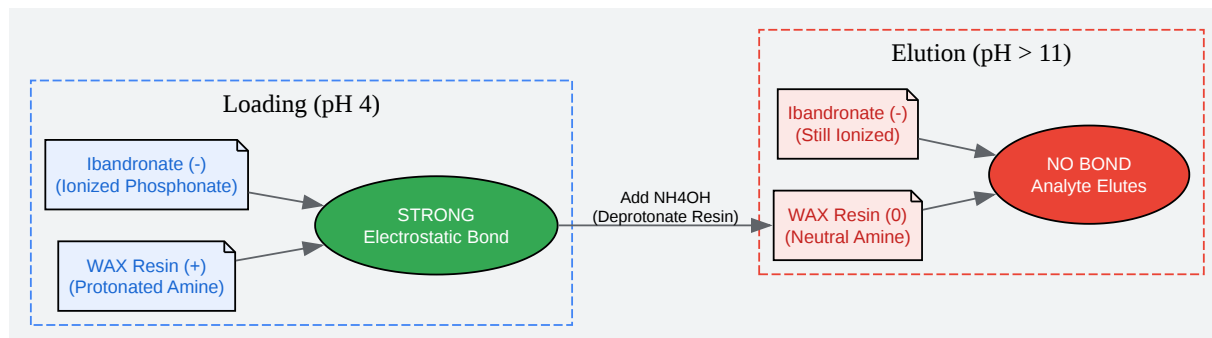 Loading (pH 4)
Ibandronate (-)
(Ionized Phosphonate)
WAX Resin (+)
(Protonated Amine)
STRONG
Electrostatic Bond
Add NH4OH
(Deprotonate Resin)
Elution (pH > 11)
Ibandronate (-)
(Still Ionized)
WAX Resin (0)
(Neutral Amine)
NO BOND
Analyte Elutes